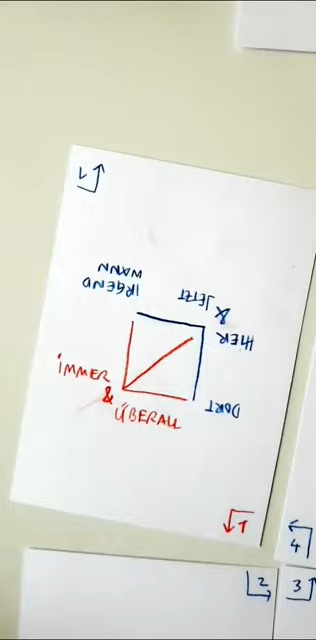 1
IRGEND
WANN
JETZT
&
HIER
IMMER
&
ÜBERALL
DORT
1
2
3
4